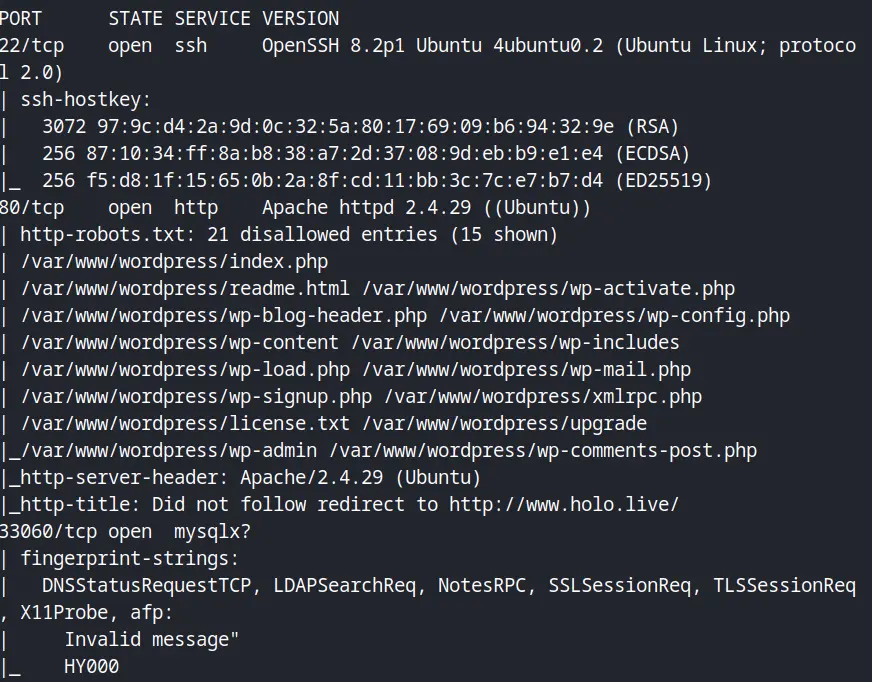 PORT      STATE SERVICE VERSION
22/tcp    open  ssh     OpenSSH 8.2p1 Ubuntu 4ubuntu0.2 (Ubuntu Linux; protoco
l 2.0)
| ssh-hostkey:
|   3072 97:9c:d4:2a:9d:0c:32:5a:80:17:69:09:b6:94:32:9e (RSA)
|   256 87:10:34:ff:8a:b8:38:a7:2d:37:08:9d:eb:b9:e1:e4 (ECDSA)
|_  256 f5:d8:1f:15:65:0b:2a:8f:cd:11:bb:3c:7c:e7:b7:d4 (ED25519)
80/tcp    open  http    Apache httpd 2.4.29 ((Ubuntu))
| http-robots.txt: 21 disallowed entries (15 shown)
| /var/www/wordpress/index.php
| /var/www/wordpress/readme.html /var/www/wordpress/wp-activate.php
| /var/www/wordpress/wp-blog-header.php /var/www/wordpress/wp-config.php
| /var/www/wordpress/wp-content /var/www/wordpress/wp-includes
| /var/www/wordpress/wp-load.php /var/www/wordpress/wp-mail.php
| /var/www/wordpress/wp-signup.php /var/www/wordpress/xmlrpc.php
| /var/www/wordpress/license.txt /var/www/wordpress/upgrade
|_/var/www/wordpress/wp-admin /var/www/wordpress/wp-comments-post.php
|_http-server-header: Apache/2.4.29 (Ubuntu)
|_http-title: Did not follow redirect to http://www.holo.live/
33060/tcp open  mysqlx?
| fingerprint-strings:
|   DNSStatusRequestTCP, LDAPSearchReq, NotesRPC, SSLSessionReq, TLSSessionReq
, X11Probe, afp:
|     Invalid message"
|_    HY000